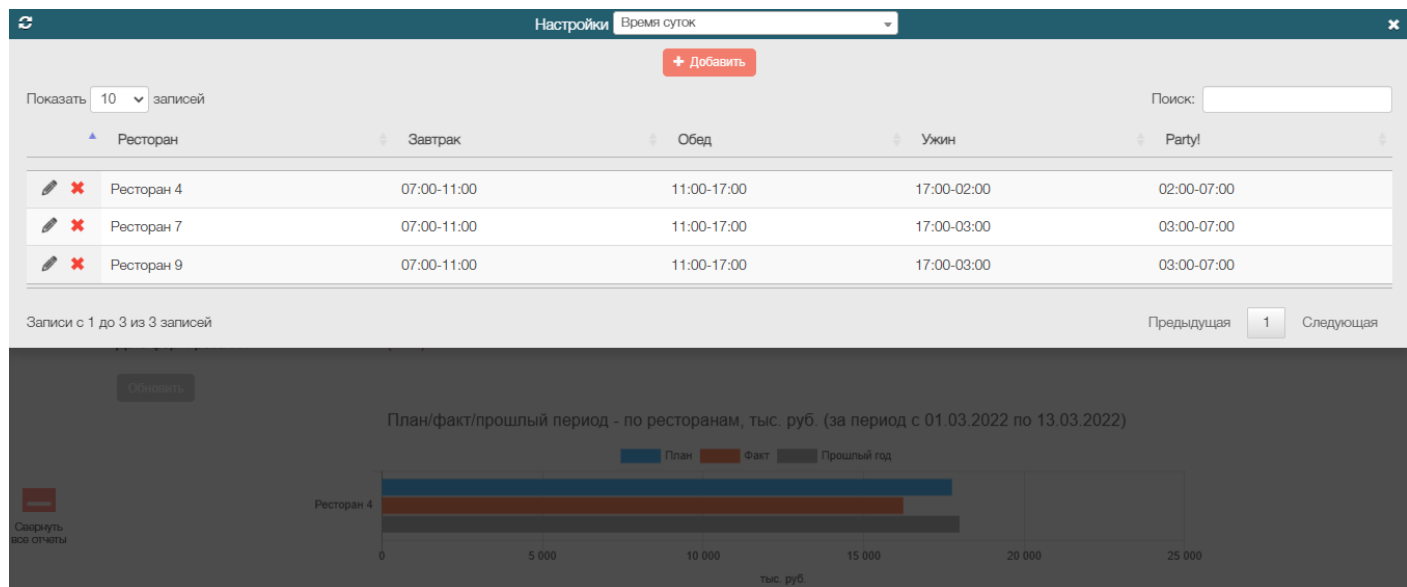 Настройки Время суток
+ Добавить
Показать 10 записей Поиск:
Ресторан Завтрак Обед Ужин Party!
Ресторан 4 07:00-11:00 11:00-17:00 17:00-02:00 02:00-07:00
Ресторан 7 07:00-11:00 11:00-17:00 17:00-03:00 03:00-07:00
Ресторан 9 07:00-11:00 11:00-17:00 17:00-03:00 03:00-07:00
Записи с 1 до 3 из 3 записей Предыдущая 1 Следующая
Обновить
План/факт/прошлый период - по ресторанам, тыс. руб. (за период с 01.03.2022 по 13.03.2022)
План Факт Прошлый год
Ресторан 4
Свернуть
все отчеты
0 5 000 10 000 15 000 20 000 25 000
тыс. руб.